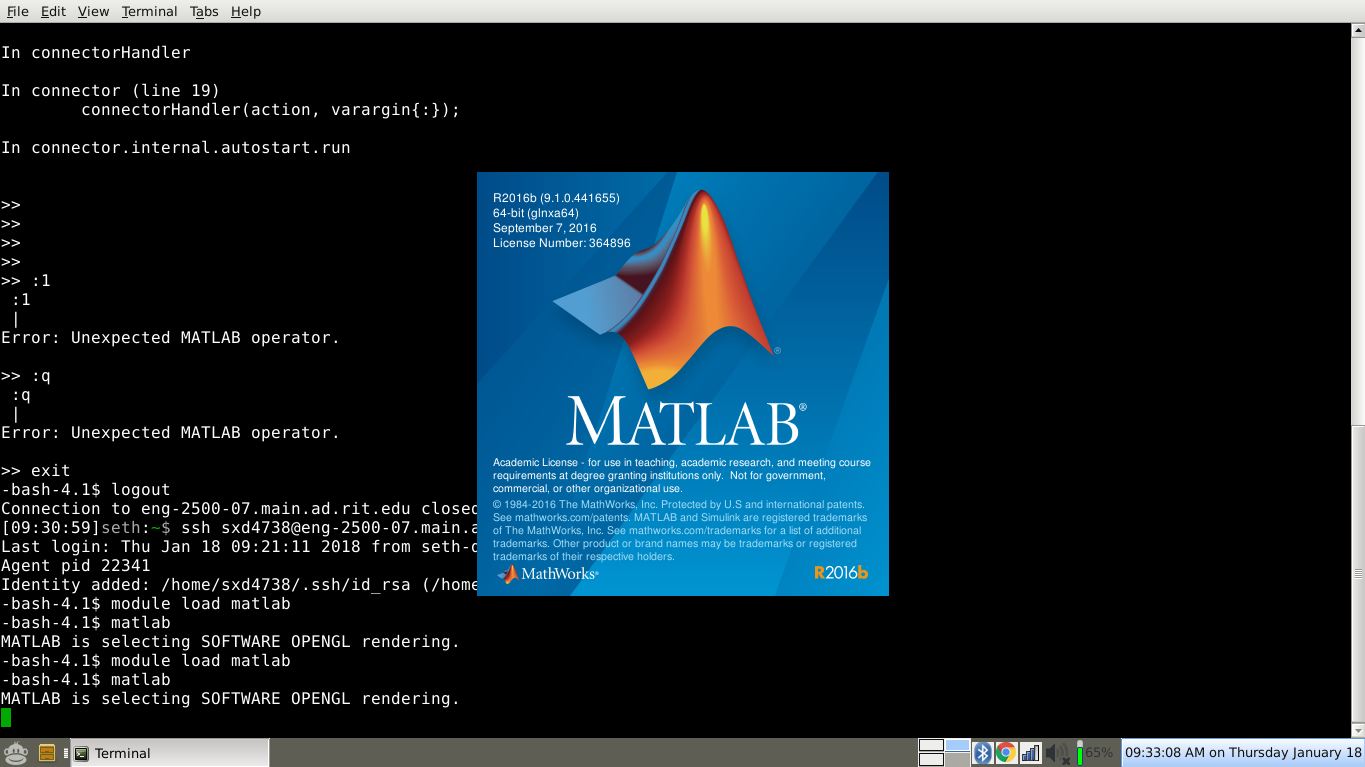 File Edit View Terminal Tabs Help
In connectorHandler
In connector (line 19)
connectorHandler(action, varargin{:});
In connector.internal.autostart.run
>>
>>
>>
>>
>> :1
:1
|
Error: Unexpected MATLAB operator.
>> :q
:q
|
Error: Unexpected MATLAB operator.
>> exit
-bash-4.1$ logout
Connection to eng-2500-07.main.ad.rit.edu closed
[09:30:59]seth:~$ ssh sxd4738@eng-2500-07.main.a
Last login: Thu Jan 18 09:21:11 2018 from seth-
Agent pid 22341
Identity added: /home/sxd4738/.ssh/id_rsa (/home
-bash-4.1$ module load matlab
-bash-4.1$ matlab
MATLAB is selecting SOFTWARE OPENGL rendering.
-bash-4.1$ module load matlab
-bash-4.1$ matlab
MATLAB is selecting SOFTWARE OPENGL rendering.
R2016b (9.1.0.441655)
64-bit (glnxa64)
September 7, 2016
License Number: 364896
®
MATLAB®
Academic License - for use in teaching, academic research, and meeting course
requirements at degree granting institutions only. Not for government,
commercial, or other organizational use.
© 1984-2016 The MathWorks, Inc. Protected by U.S and international patents.
See mathworks.com/patents. MATLAB and Simulink are registered trademarks
of The MathWorks, Inc. See mathworks.com/trademarks for a list of additional
trademarks. Other product or brand names may be trademarks or registered
trademarks of their respective holders.
MathWorks® R2016b
Terminal 65% 09:33:08 AM on Thursday January 18